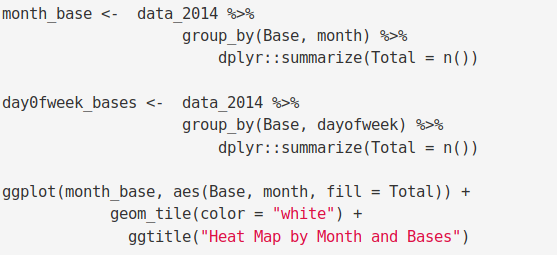 month_base <-  data_2014 %>%
                    group_by(Base, month) %>%
                        dplyr::summarize(Total = n())

day0fweek_bases <-  data_2014 %>%
                    group_by(Base, dayofweek) %>%
                        dplyr::summarize(Total = n())

ggplot(month_base, aes(Base, month, fill = Total)) +
            geom_tile(color = "white") +
              ggtitle("Heat Map by Month and Bases")